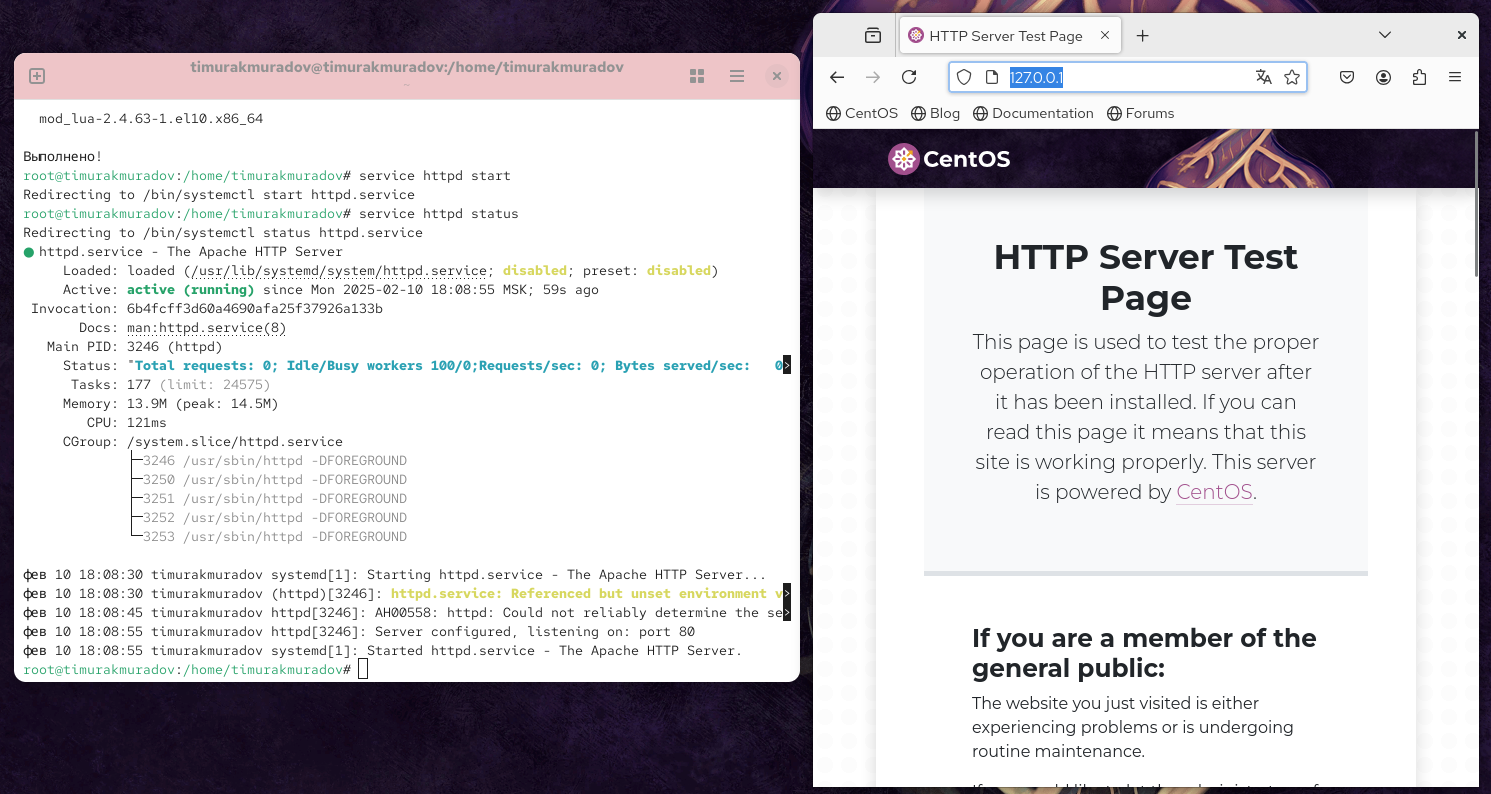 timurakmuradov@timurakmuradov:/home/timurakmuradov
~
mod_lua-2.4.63-1.el10.x86_64
Выполнено!
root@timurakmuradov:/home/timurakmuradov# service httpd start
Redirecting to /bin/systemctl start httpd.service
root@timurakmuradov:/home/timurakmuradov# service httpd status
Redirecting to /bin/systemctl status httpd.service
● httpd.service - The Apache HTTP Server
Loaded: loaded (/usr/lib/systemd/system/httpd.service; disabled; preset: disabled)
Active: active (running) since Mon 2025-02-10 18:08:55 MSK; 59s ago
Invocation: 6b4fcff3d60a4690afa25f37926a133b
Docs: man:httpd.service(8)
Main PID: 3246 (httpd)
Status: "Total requests: 0; Idle/Busy workers 100/0;Requests/sec: 0; Bytes served/sec:   0>
Tasks: 177 (limit: 24575)
Memory: 13.9M (peak: 14.5M)
CPU: 121ms
CGroup: /system.slice/httpd.service
├─3246 /usr/sbin/httpd -DFOREGROUND
├─3250 /usr/sbin/httpd -DFOREGROUND
├─3251 /usr/sbin/httpd -DFOREGROUND
├─3252 /usr/sbin/httpd -DFOREGROUND
└─3253 /usr/sbin/httpd -DFOREGROUND
фев 10 18:08:30 timurakmuradov systemd[1]: Starting httpd.service - The Apache HTTP Server...
фев 10 18:08:30 timurakmuradov (httpd)[3246]: httpd.service: Referenced but unset environment v>
фев 10 18:08:45 timurakmuradov httpd[3246]: AH00558: httpd: Could not reliably determine the se>
фев 10 18:08:55 timurakmuradov httpd[3246]: Server configured, listening on: port 80
фев 10 18:08:55 timurakmuradov systemd[1]: Started httpd.service - The Apache HTTP Server.
root@timurakmuradov:/home/timurakmuradov#
HTTP Server Test Page
127.0.0.1
CentOS Blog Documentation Forums
CentOS
HTTP Server Test
Page
This page is used to test the proper
operation of the HTTP server after
it has been installed. If you can
read this page it means that this
site is working properly. This server
is powered by CentOS.
If you are a member of the
general public:
The website you just visited is either
experiencing problems or is undergoing
routine maintenance.